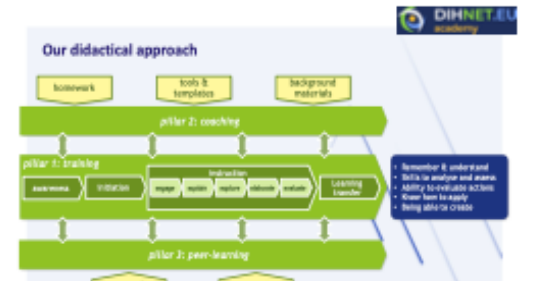 DIHNET.EU
academy
Our didactical approach
homework
tools &
templates
background
materials
pillar 2: coaching
pillar 1: training
Awareness
Initiation
Instruction
engage
explain
explore
elaborate
evaluate
Learning
transfer
• Remember & understand
• Skills to analyse and assess
• Ability to evaluate actions
• Know how to apply
• Being able to create
pillar 3: peer-learning